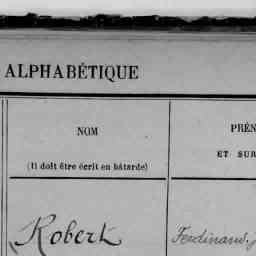 ALPHABÉTIQUE
NOM
PRÉN
ET SUR
(Il doit être écrit en bâtarde)
Robert
Ferdinand